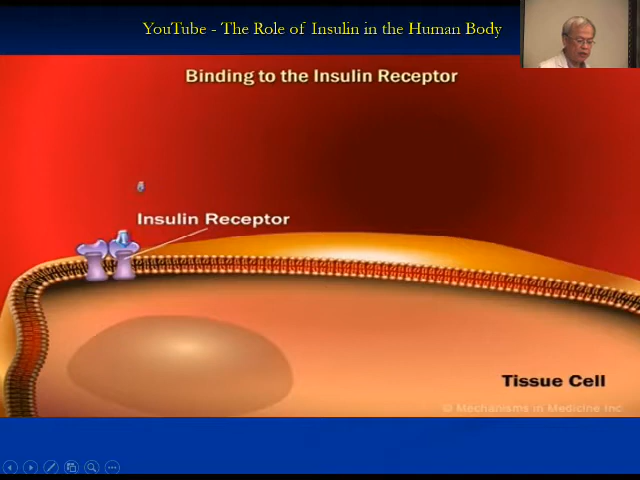 YouTube - The Role of Insulin in the Human Body
Binding to the Insulin Receptor
Insulin Receptor
Tissue Cell
© Mechanisms in Medicine Inc